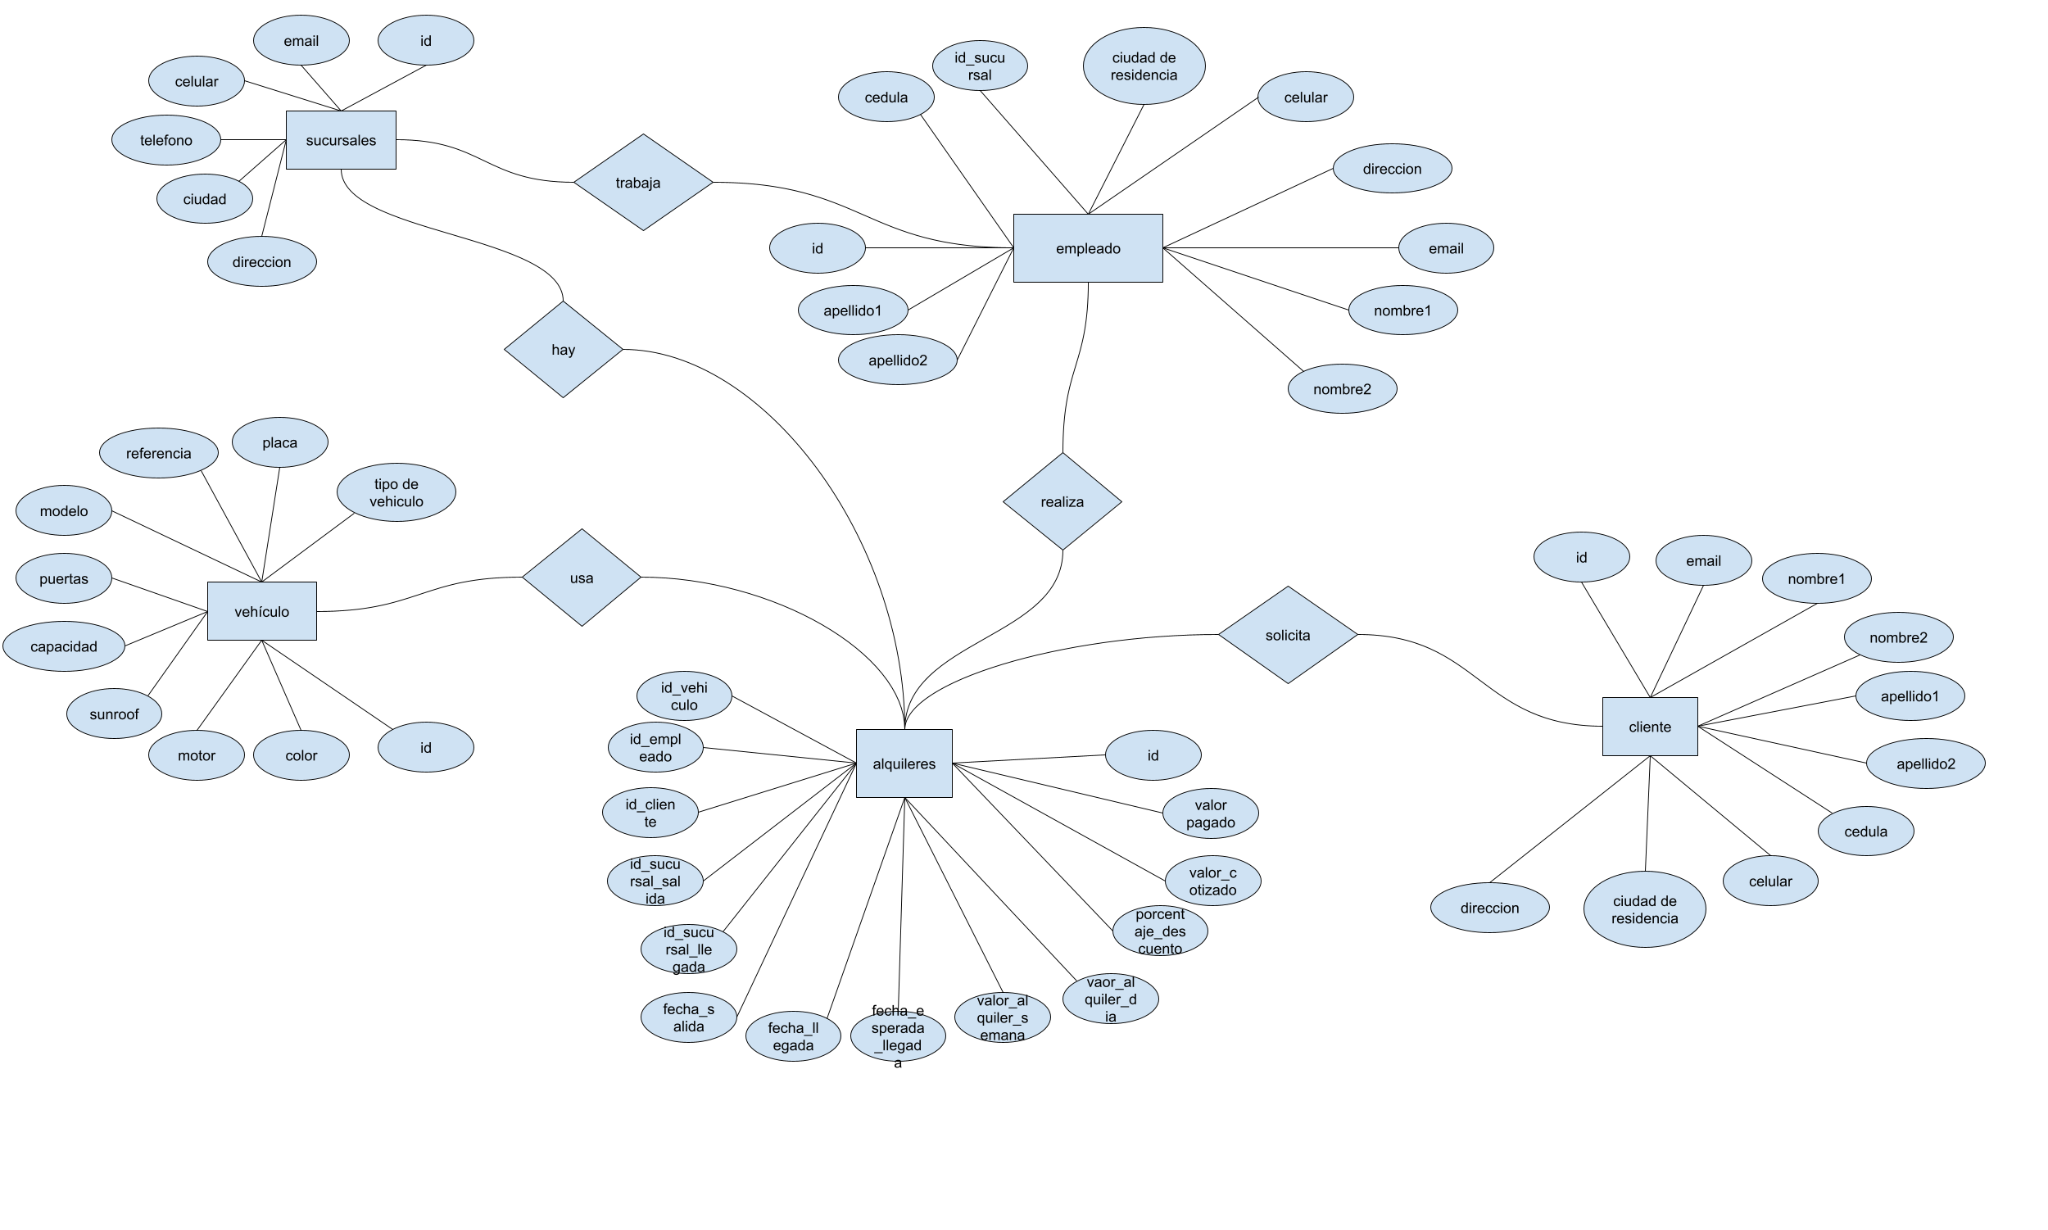 email
id
celular
telefono
sucursales
ciudad
direccion
trabaja
id_sucu
rsal
ciudad de
residencia
cedula
celular
direccion
id
empleado
email
apellido1
nombre1
apellido2
nombre2
hay
referencia
placa
tipo de
vehiculo
modelo
puertas
vehículo
capacidad
sunroof
motor
color
id
usa
realiza
solicita
id
email
nombre1
nombre2
apellido1
cliente
apellido2
cedula
celular
ciudad de
residencia
direccion
id_vehi
culo
id_empl
eado
alquileres
id
id_clien
te
valor
pagado
id_sucu
rsal_sal
ida
valor_c
otizado
id_sucu
rsal_lle
gada
porcent
aje_des
cuento
fecha_s
alida
fecha_ll
egada
fecha_e
sperada
_llegad
a
valor_al
quiler_s
emana
vaor_al
quiler_d
ia